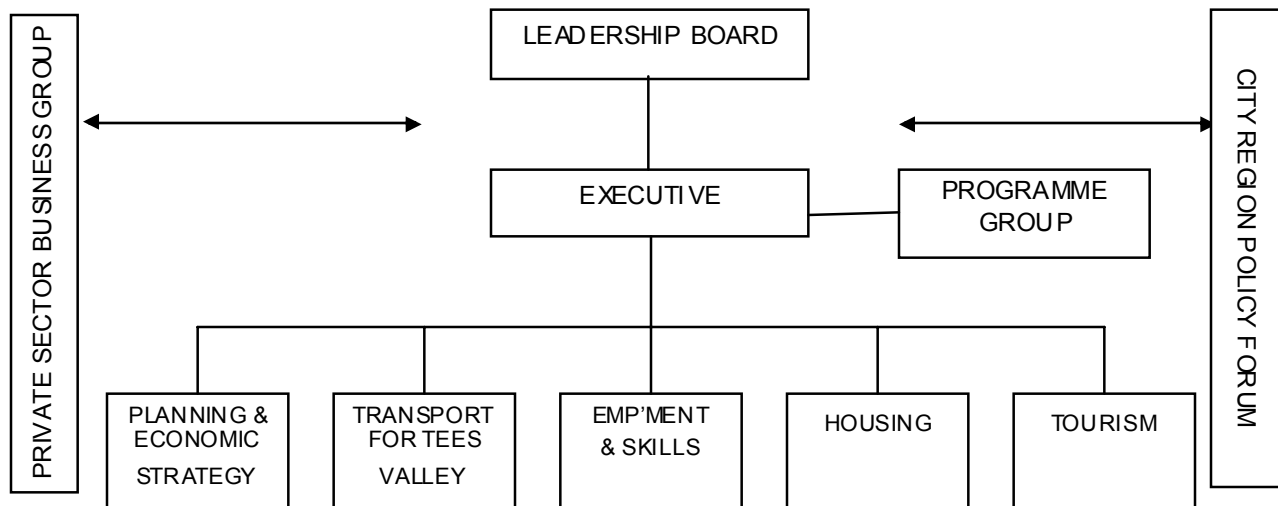 PRIVATE SECTOR BUSINESS GROUP
LEADERSHIP BOARD
EXECUTIVE
PROGRAMME
GROUP
PLANNING &
ECONOMIC
STRATEGY
TRANSPORT
FOR TEES
VALLEY
EMP'MENT
& SKILLS
HOUSING
TOURISM
CITY REGION POLICY FORUM